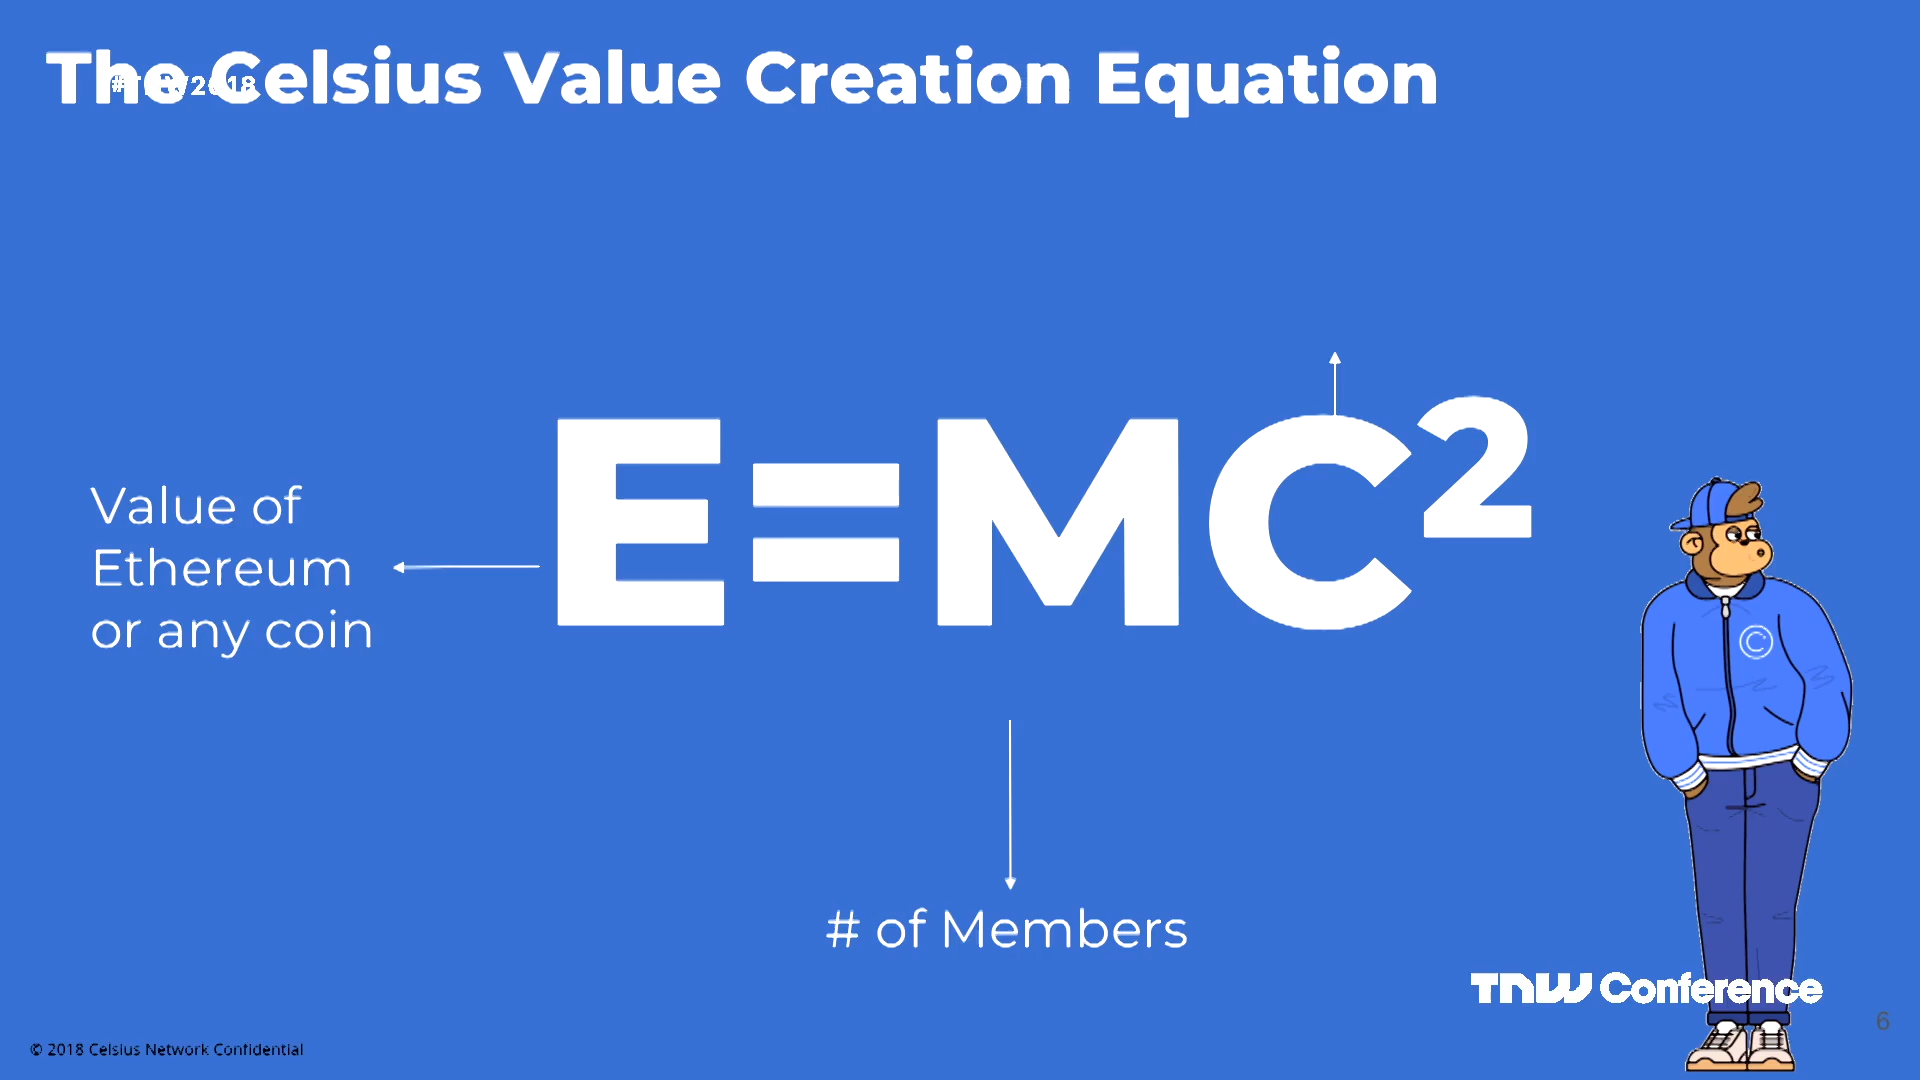 The Celsius Value Creation Equation
#TNW2018
E=MC²
Value of
Ethereum
or any coin
# of Members
TNW Conference
6
© 2018 Celsius Network Confidential